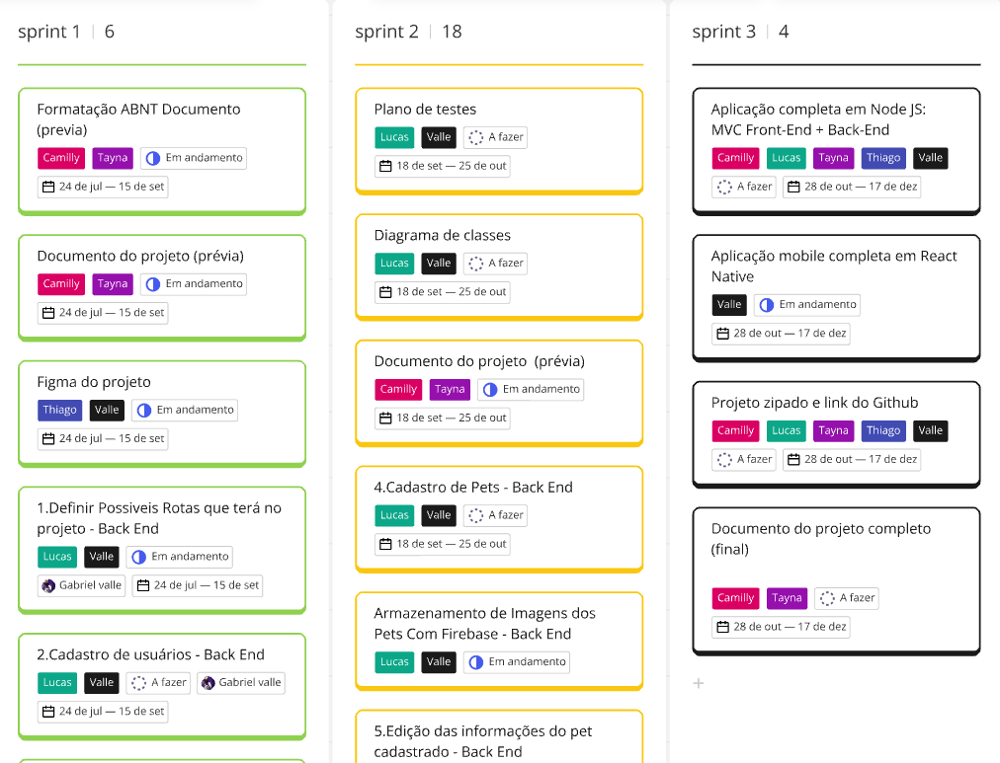 sprint 1 | 6
Formatação ABNT Documento
(previa)
Camilly Tayna Em andamento
24 de jul — 15 de set
Documento do projeto (prévia)
Camilly Tayna Em andamento
24 de jul — 15 de set
Figma do projeto
Thiago Valle Em andamento
24 de jul — 15 de set
1.Definir Possiveis Rotas que terá no
projeto - Back End
Lucas Valle Em andamento
Gabriel valle 24 de jul — 15 de set
2.Cadastro de usuários - Back End
Lucas Valle A fazer Gabriel valle
24 de jul — 15 de set
sprint 2 | 18
Plano de testes
Lucas Valle A fazer
18 de set — 25 de out
Diagrama de classes
Lucas Valle A fazer
18 de set — 25 de out
Documento do projeto  (prévia)
Camilly Tayna Em andamento
18 de set — 25 de out
4.Cadastro de Pets - Back End
Lucas Valle A fazer
18 de set — 25 de out
Armazenamento de Imagens dos
Pets Com Firebase - Back End
Lucas Valle Em andamento
5.Edição das informações do pet
cadastrado - Back End
sprint 3 | 4
Aplicação completa em Node JS:
MVC Front-End + Back-End
Camilly Lucas Tayna Thiago Valle
A fazer 28 de out — 17 de dez
Aplicação mobile completa em React
Native
Valle Em andamento
28 de out — 17 de dez
Projeto zipado e link do Github
Camilly Lucas Tayna Thiago Valle
A fazer 28 de out — 17 de dez
Documento do projeto completo
(final)
Camilly Tayna A fazer
28 de out — 17 de dez
+